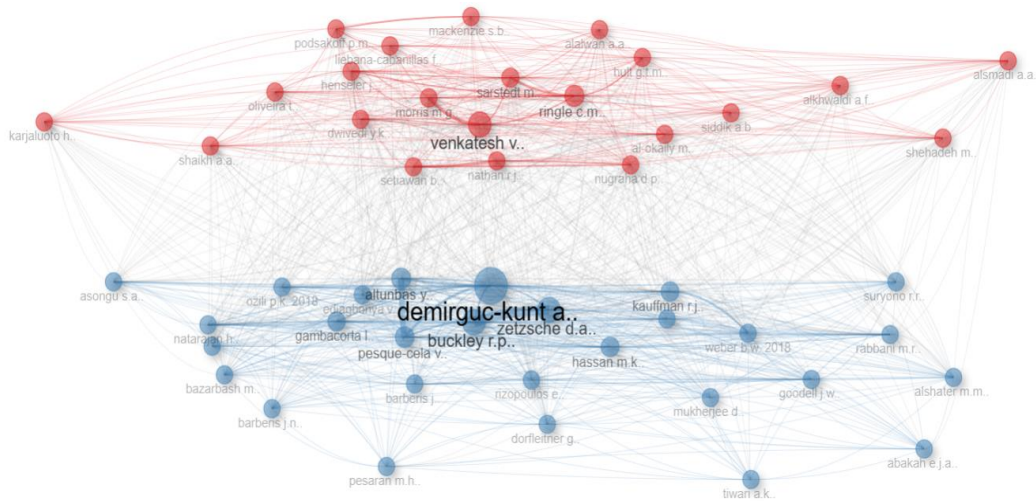 mackenzie s.b..
podsakoff p.m..
alalwan a.a..
liebana-cabanillas f..
hult g.t.m..
alsmadi a.a..
henseler j..
sarstedt m..
alkhwaldi a.f..
oliveira t..
morris m.g..
ringle c.m..
siddik a.b..
karjaluoto h..
dwivedi y.k..
venkatesh v..
al-okaily m..
shehadeh m..
shaikh a.a..
setiawan b..
nathan r.j..
nugraha d.p..
asongu s.a..
ozili p.k. 2018
altunbas y..
suryono r.r..
kauffman r.j..
demirguc-kunt a..
zetzsche d.a..
natarajan h..
gambacorta l..
buckley r.p..
weber b.w. 2018
rabbani m.r..
pesque-cela v..
hassan m.k..
bazarbash m..
barberis j..
rizopoulos e..
goodell j.w..
alshater m.m..
mukherjee d..
barberis j.n..
dorfleitner g..
abakah e.j.a..
pesaran m.h..
tiwari a.k..